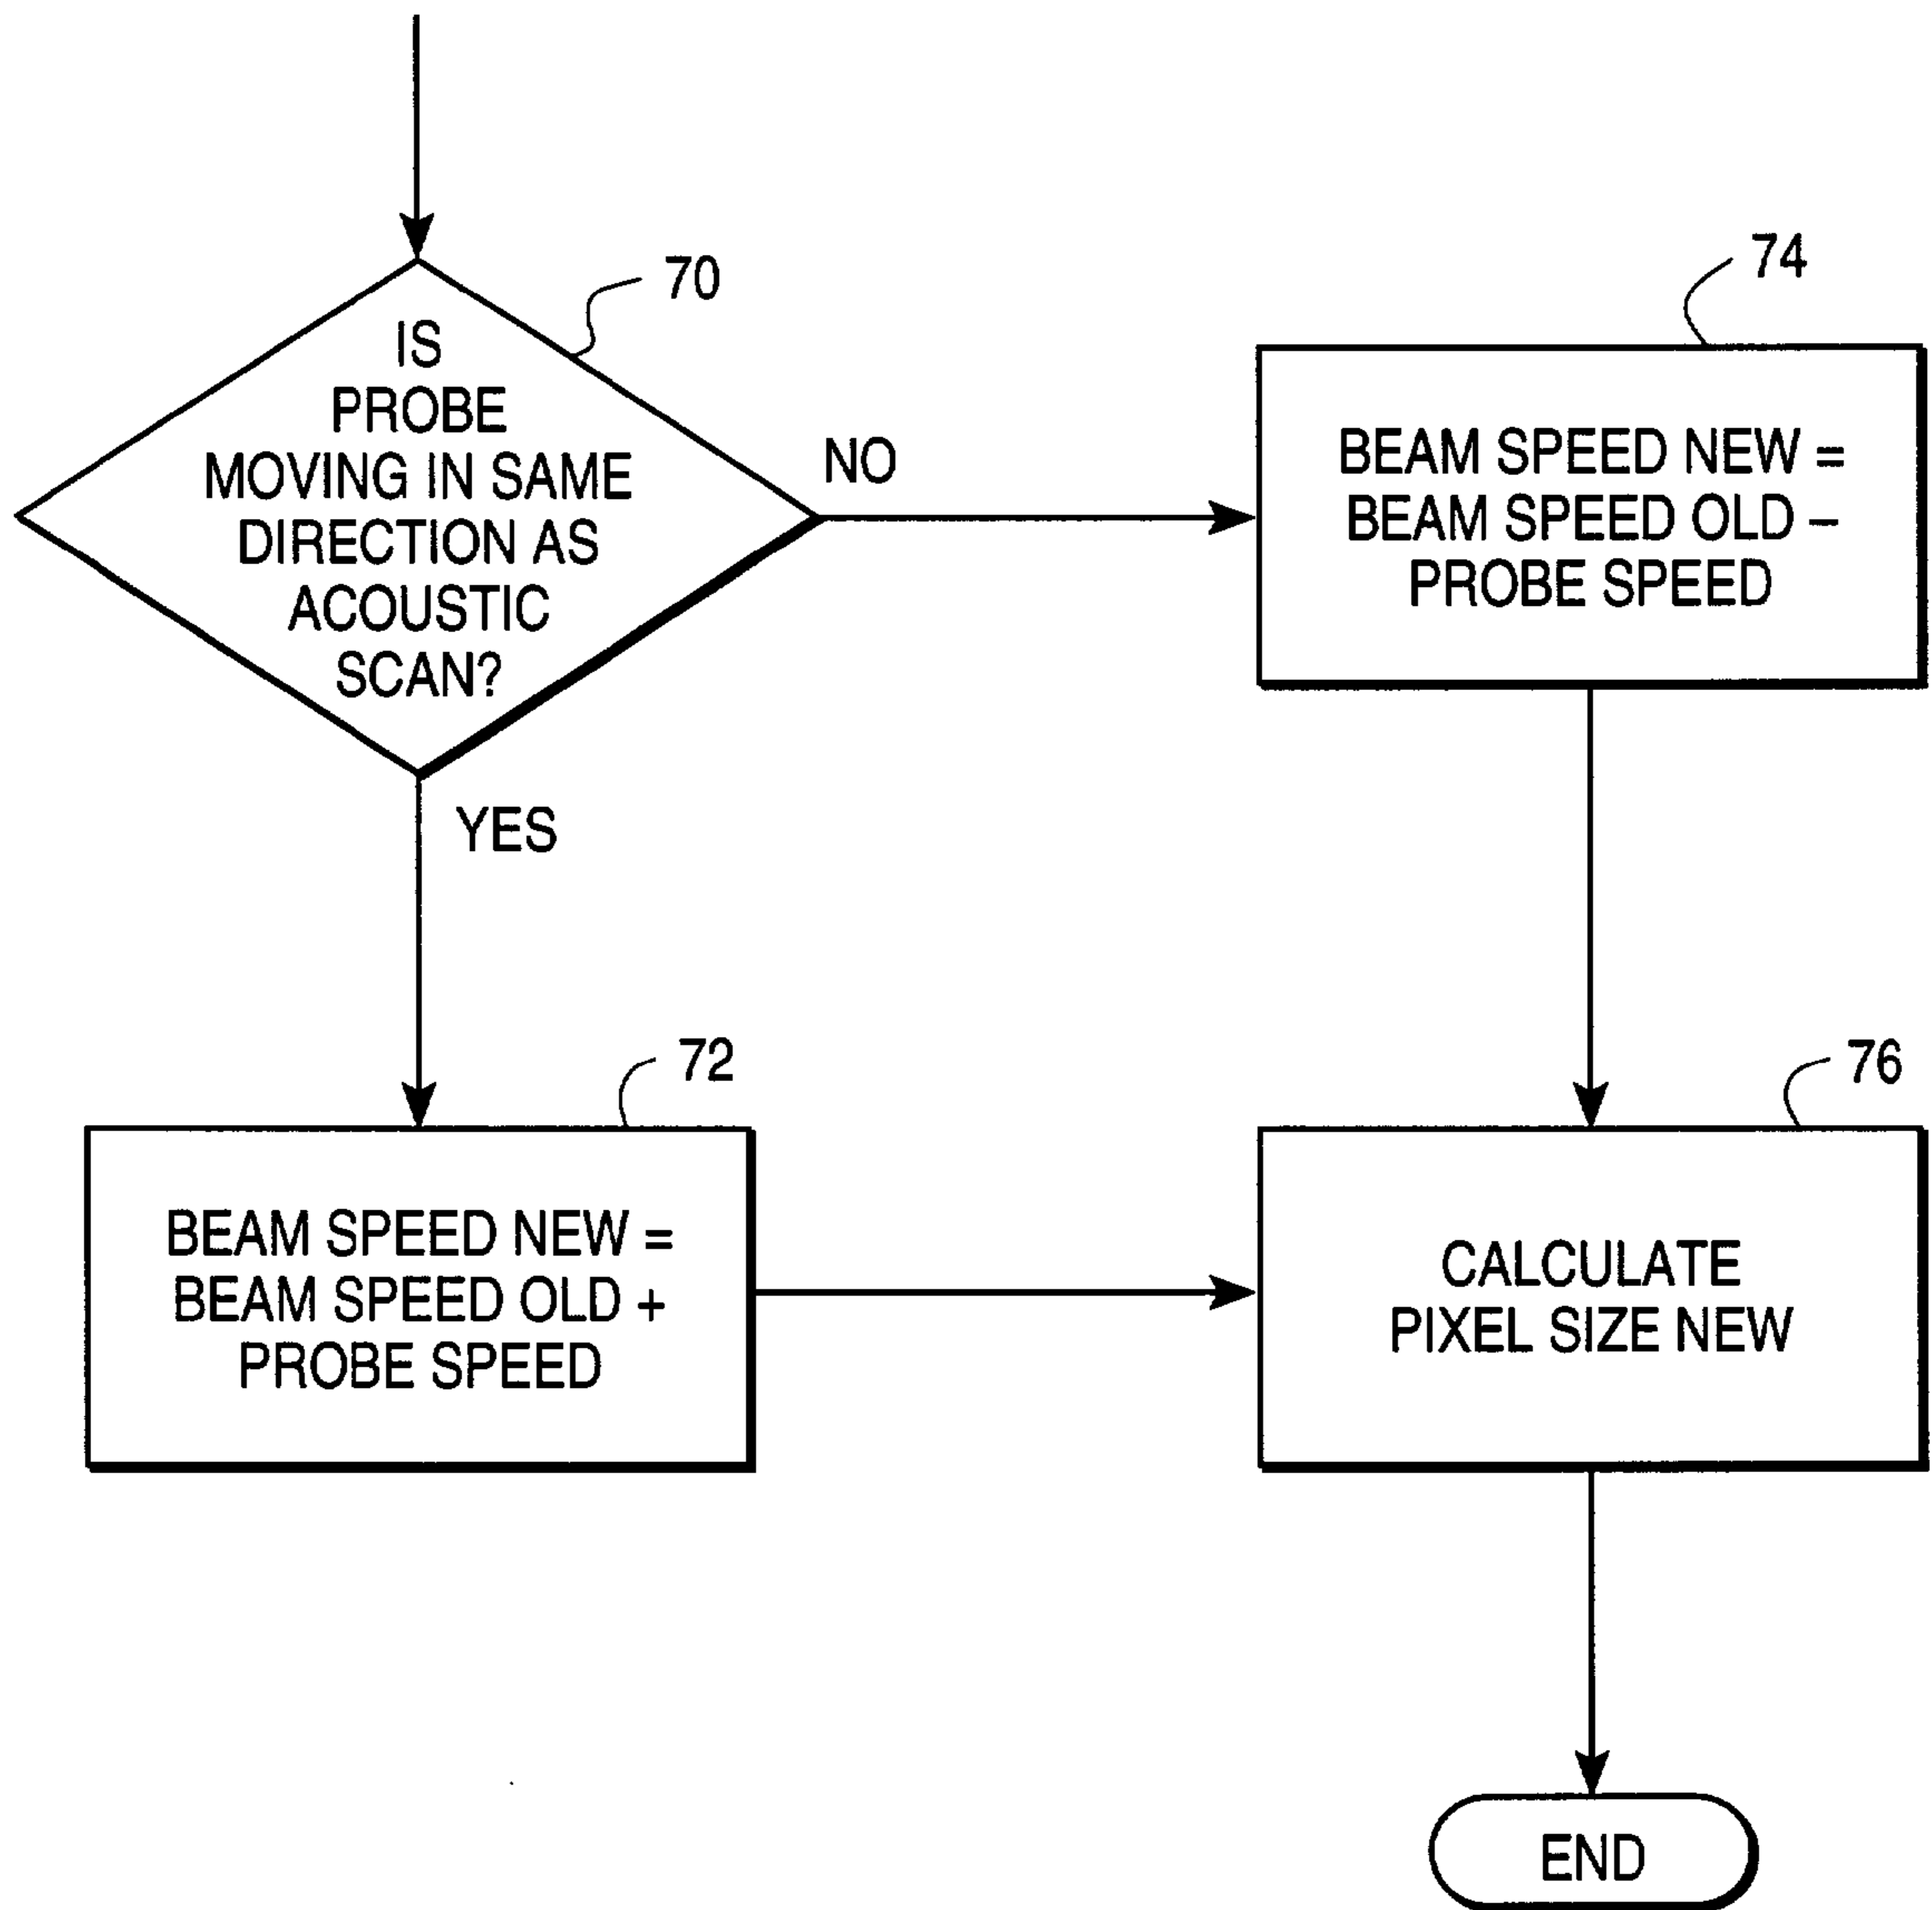 70
IS
PROBE
MOVING IN SAME
DIRECTION AS
ACOUSTIC
SCAN?
NO
74
BEAM SPEED NEW =
BEAM SPEED OLD –
PROBE SPEED
YES
72
BEAM SPEED NEW =
BEAM SPEED OLD +
PROBE SPEED
76
CALCULATE
PIXEL SIZE NEW
END